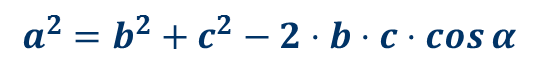 a² = b² + c² − 2 · b · c · cos α